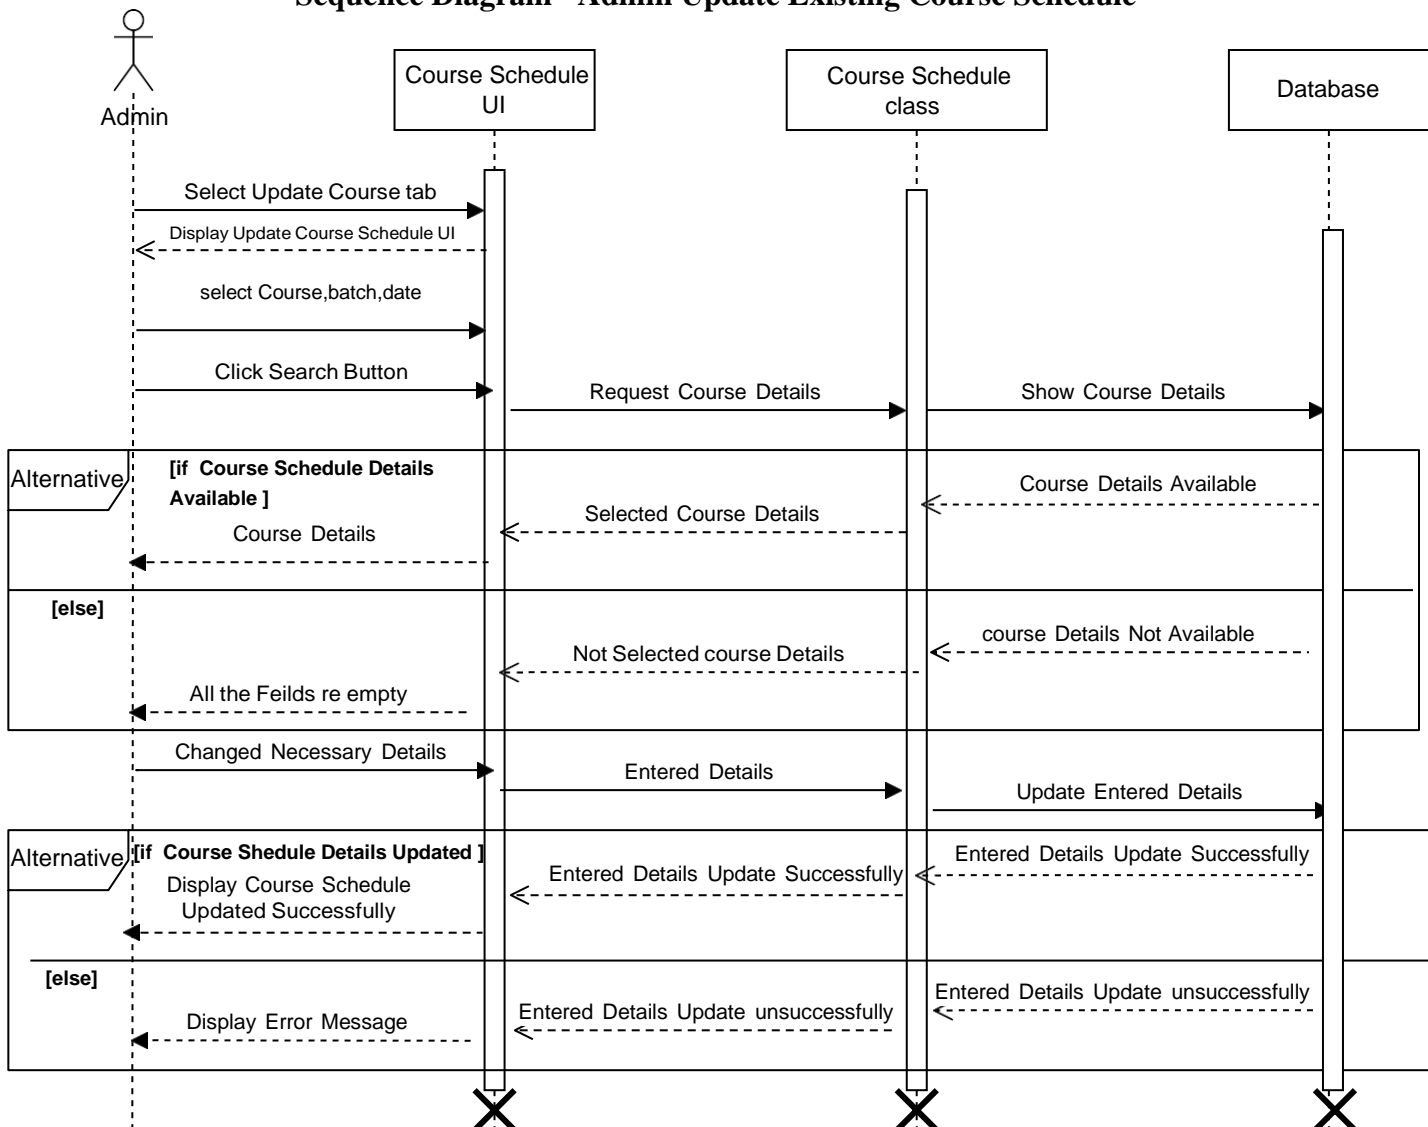 Sequence Diagram - Admin Update Existing Course Schedule
Admin
Course Schedule
UI
Course Schedule
class
Database
Select Update Course tab
Display Update Course Schedule UI
select Course,batch,date
Click Search Button
Request Course Details
Show Course Details
Alternative
[if Course Schedule Details
Available ]
Course Details Available
Selected Course Details
Course Details
[else]
course Details Not Available
Not Selected course Details
All the Feilds re empty
Changed Necessary Details
Entered Details
Update Entered Details
Alternative
[if Course Shedule Details Updated ]
Entered Details Update Successfully
Entered Details Update Successfully
Display Course Schedule
Updated Successfully
[else]
Entered Details Update unsuccessfully
Entered Details Update unsuccessfully
Display Error Message